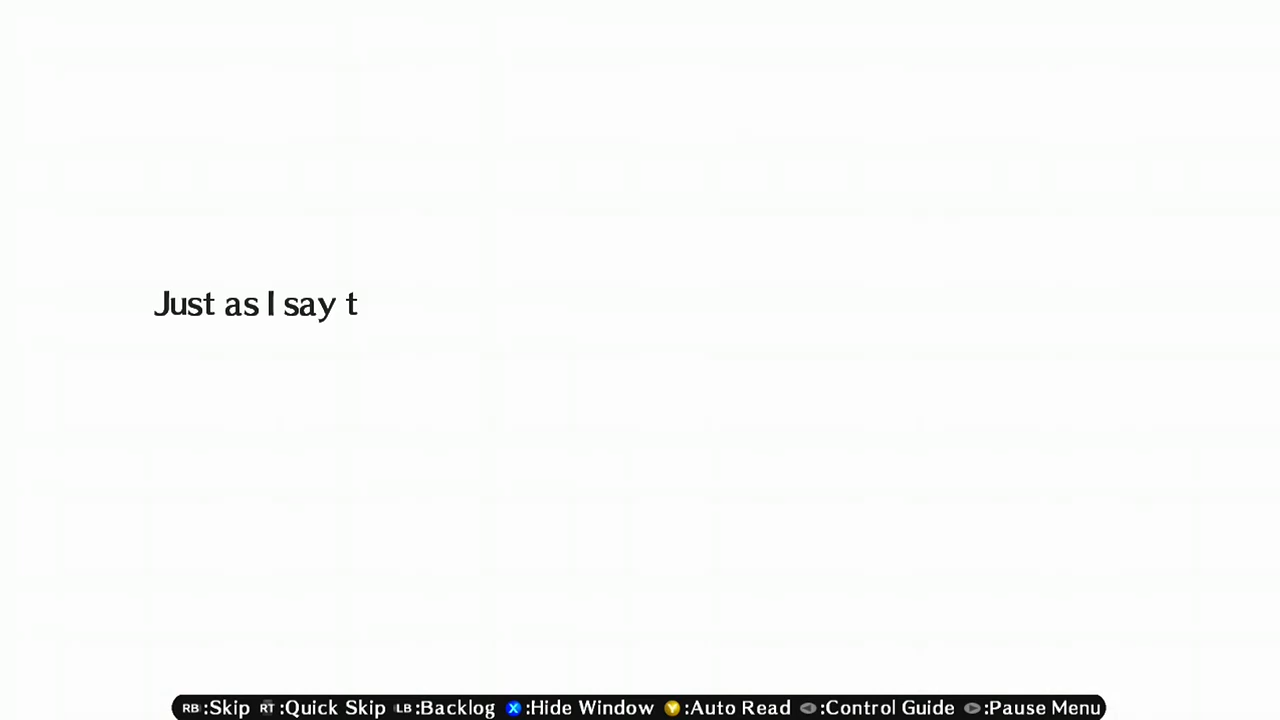 Just as I say t
RB:Skip RT:Quick Skip LB:Backlog X:Hide Window Y:Auto Read :Control Guide :Pause Menu